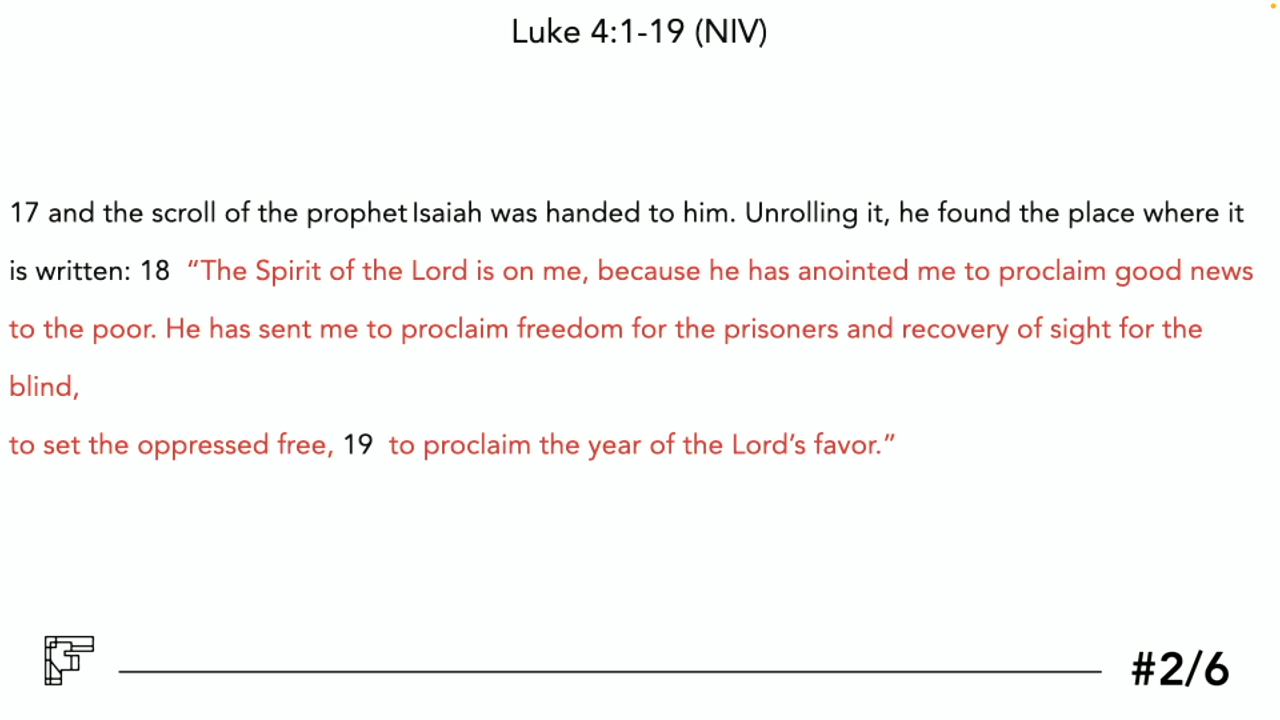 Luke 4:1-19 (NIV)
17 and the scroll of the prophet Isaiah was handed to him. Unrolling it, he found the place where it
is written: 18 “The Spirit of the Lord is on me, because he has anointed me to proclaim good news
to the poor. He has sent me to proclaim freedom for the prisoners and recovery of sight for the
blind,
to set the oppressed free, 19 to proclaim the year of the Lord’s favor.”
#2/6